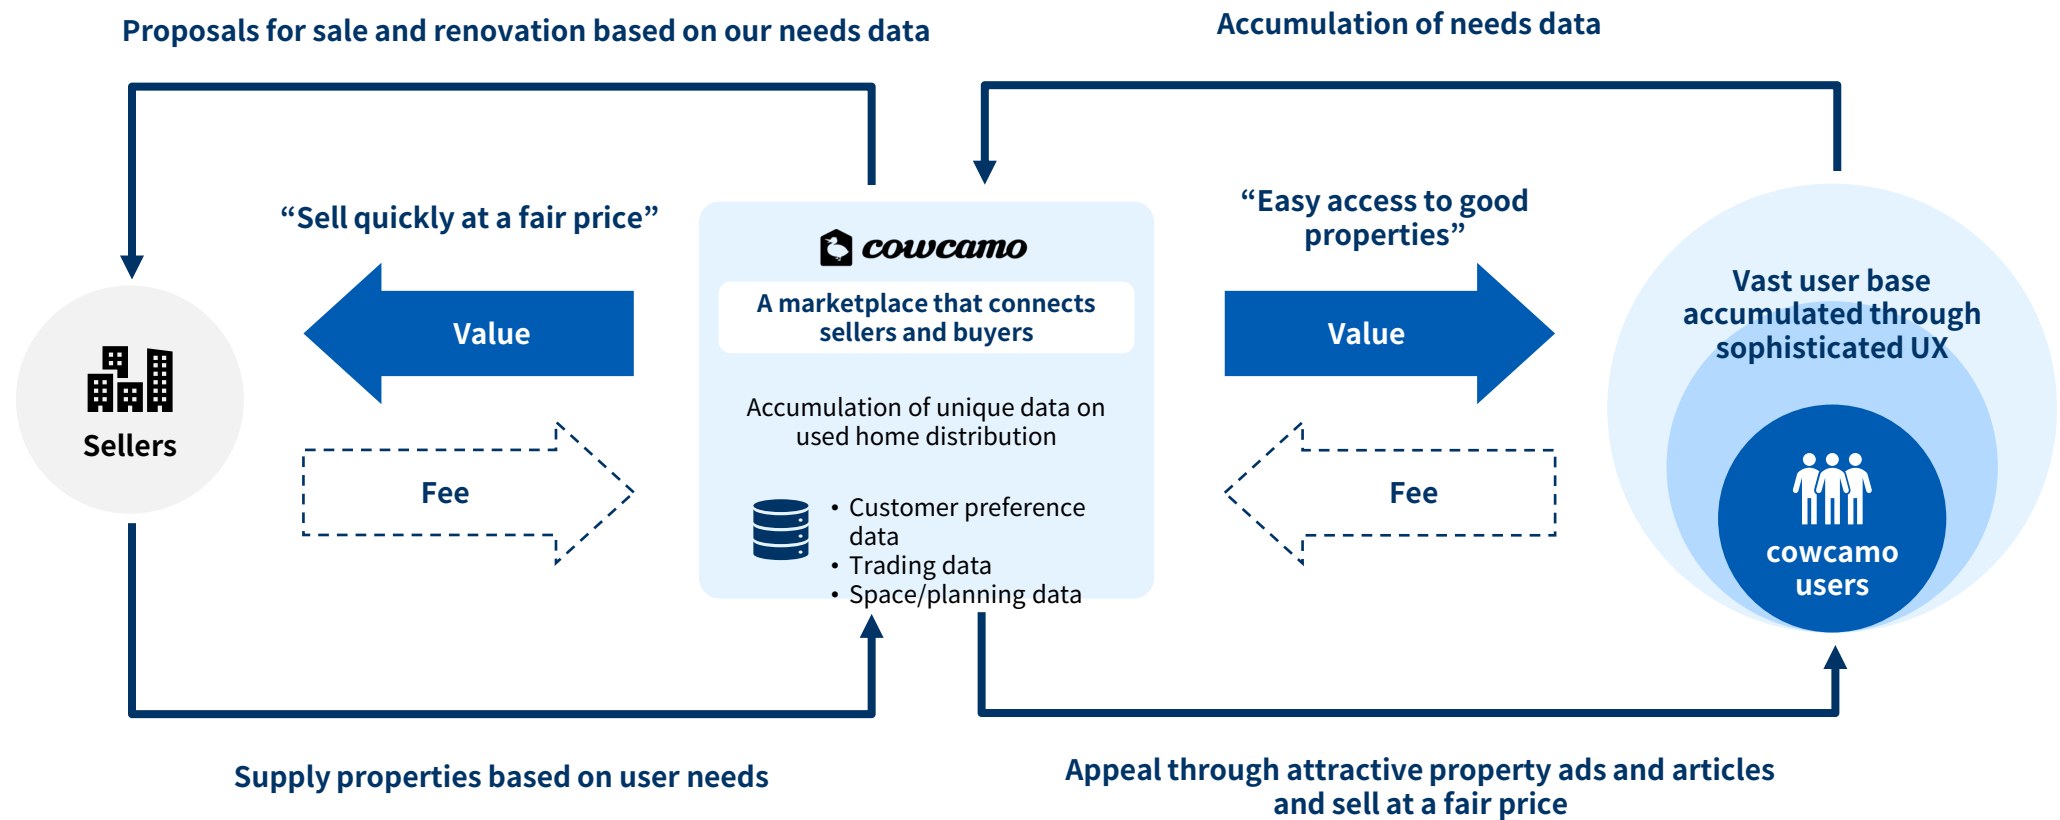 Proposals for sale and renovation based on our needs data
Accumulation of needs data
“Sell quickly at a fair price”
“Easy access to good
properties”
cowcamo
A marketplace that connects
sellers and buyers
Value
Value
Vast user base
accumulated through
sophisticated UX
Accumulation of unique data on
used home distribution
Sellers
Fee
Fee
• Customer preference
data
• Trading data
• Space/planning data
cowcamo
users
Supply properties based on user needs
Appeal through attractive property ads and articles
and sell at a fair price